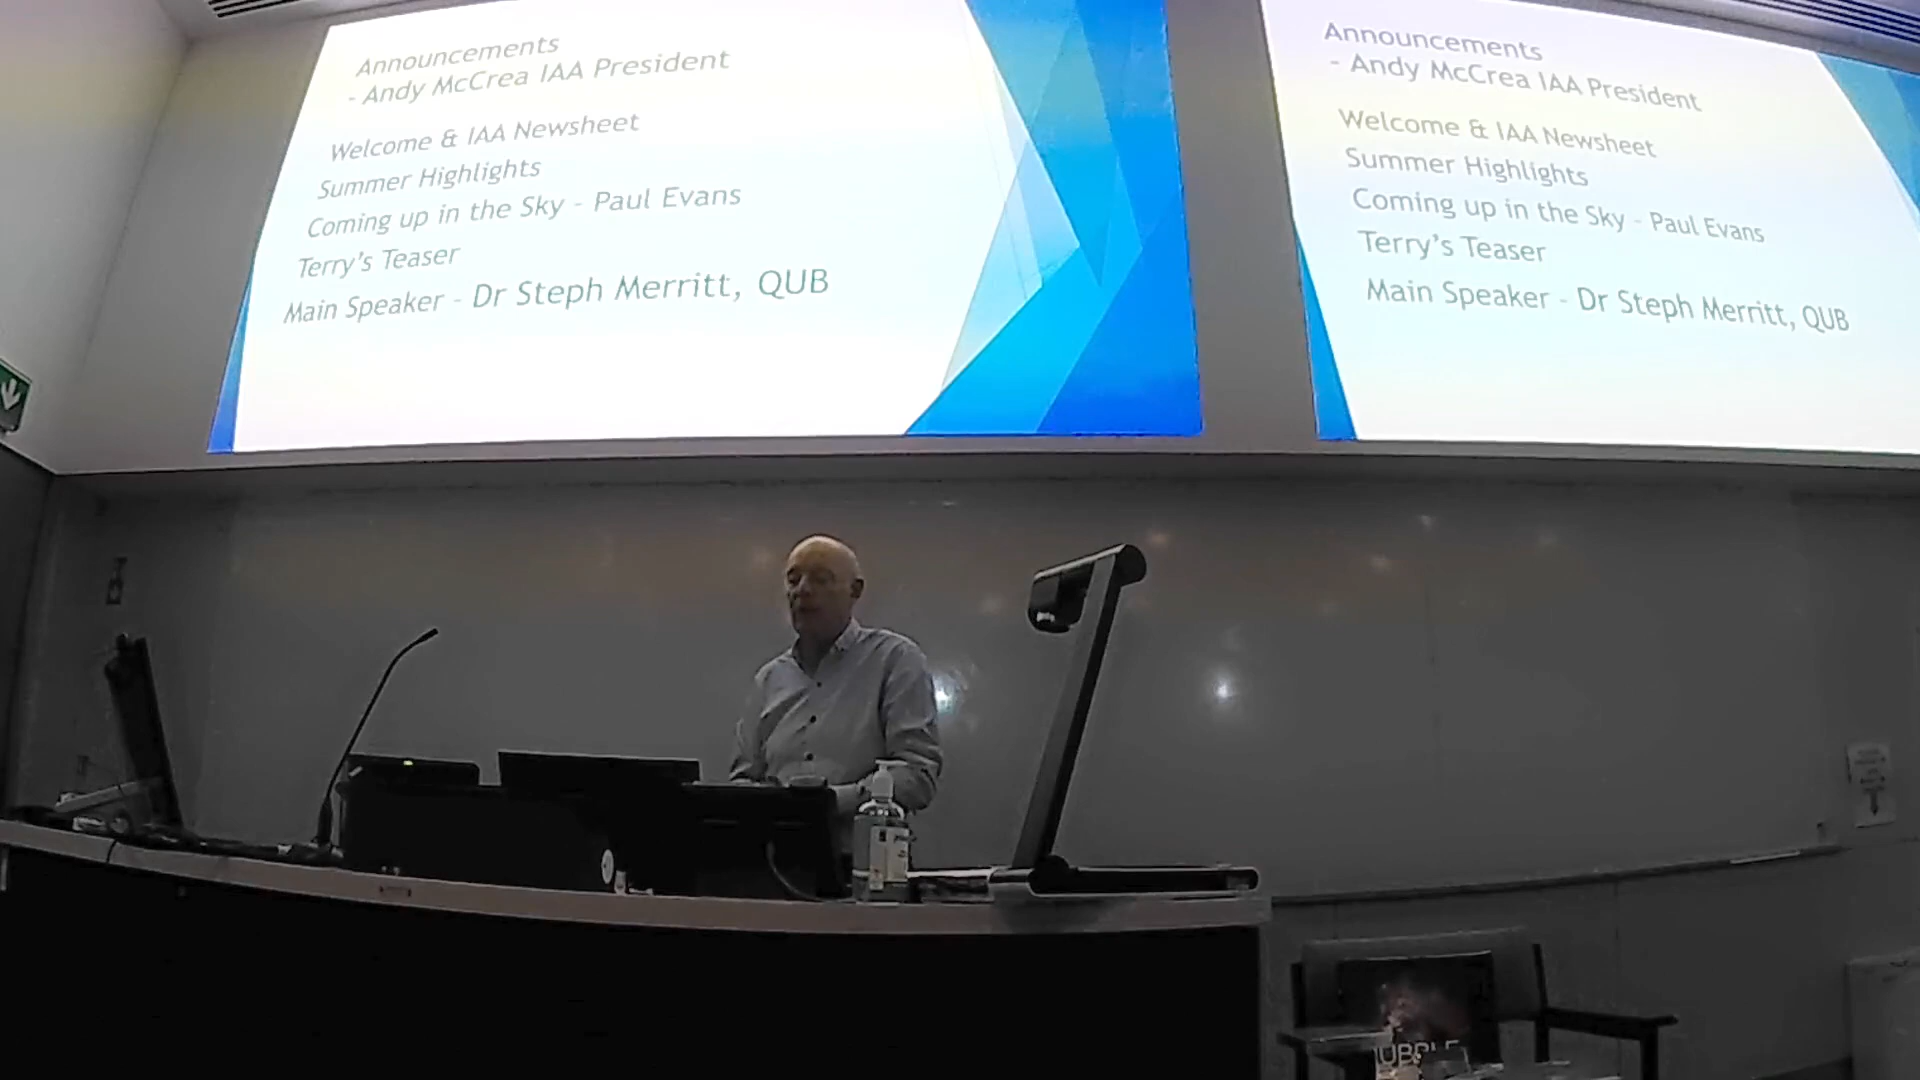 Announcements
- Andy McCrea IAA President
Welcome & IAA Newsheet
Summer Highlights
Coming up in the Sky - Paul Evans
Terry's Teaser
Main Speaker - Dr Steph Merritt, QUB
Announcements
- Andy McCrea IAA President
Welcome & IAA Newsheet
Summer Highlights
Coming up in the Sky - Paul Evans
Terry's Teaser
Main Speaker - Dr Steph Merritt, QUB